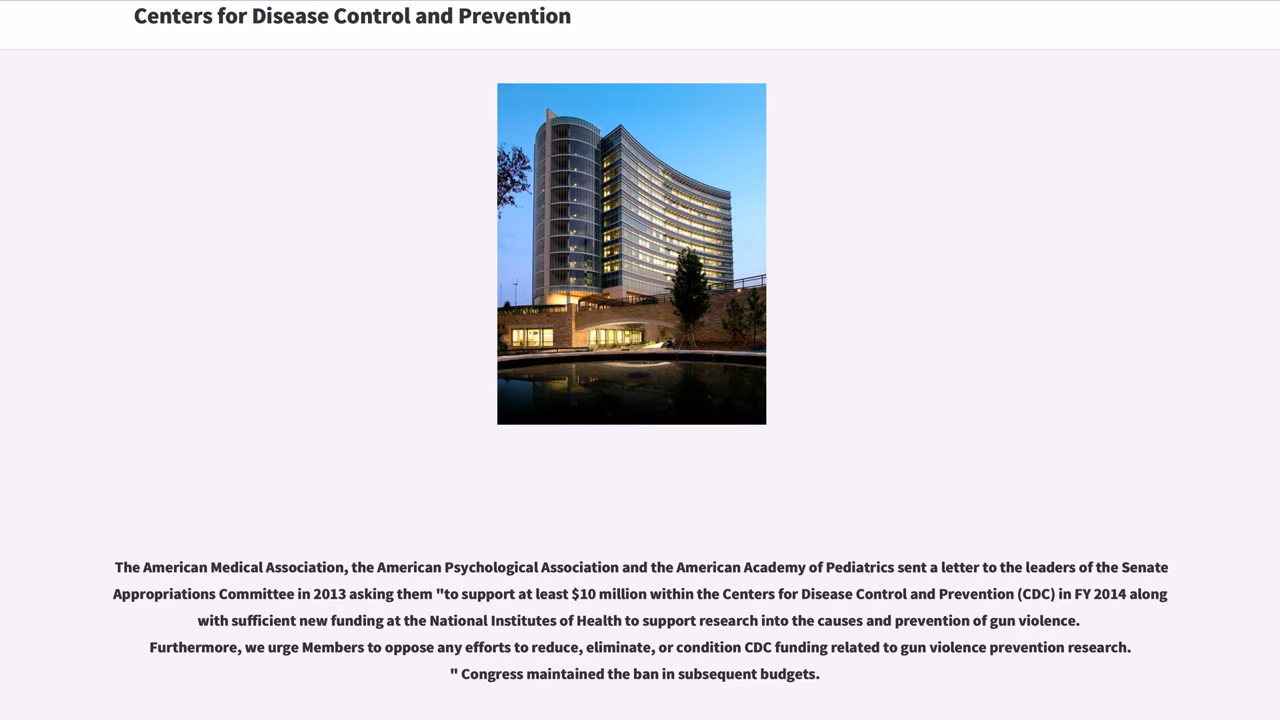 Centers for Disease Control and Prevention
The American Medical Association, the American Psychological Association and the American Academy of Pediatrics sent a letter to the leaders of the Senate
Appropriations Committee in 2013 asking them "to support at least $10 million within the Centers for Disease Control and Prevention (CDC) in FY 2014 along
with sufficient new funding at the National Institutes of Health to support research into the causes and prevention of gun violence.
Furthermore, we urge Members to oppose any efforts to reduce, eliminate, or condition CDC funding related to gun violence prevention research.
" Congress maintained the ban in subsequent budgets.